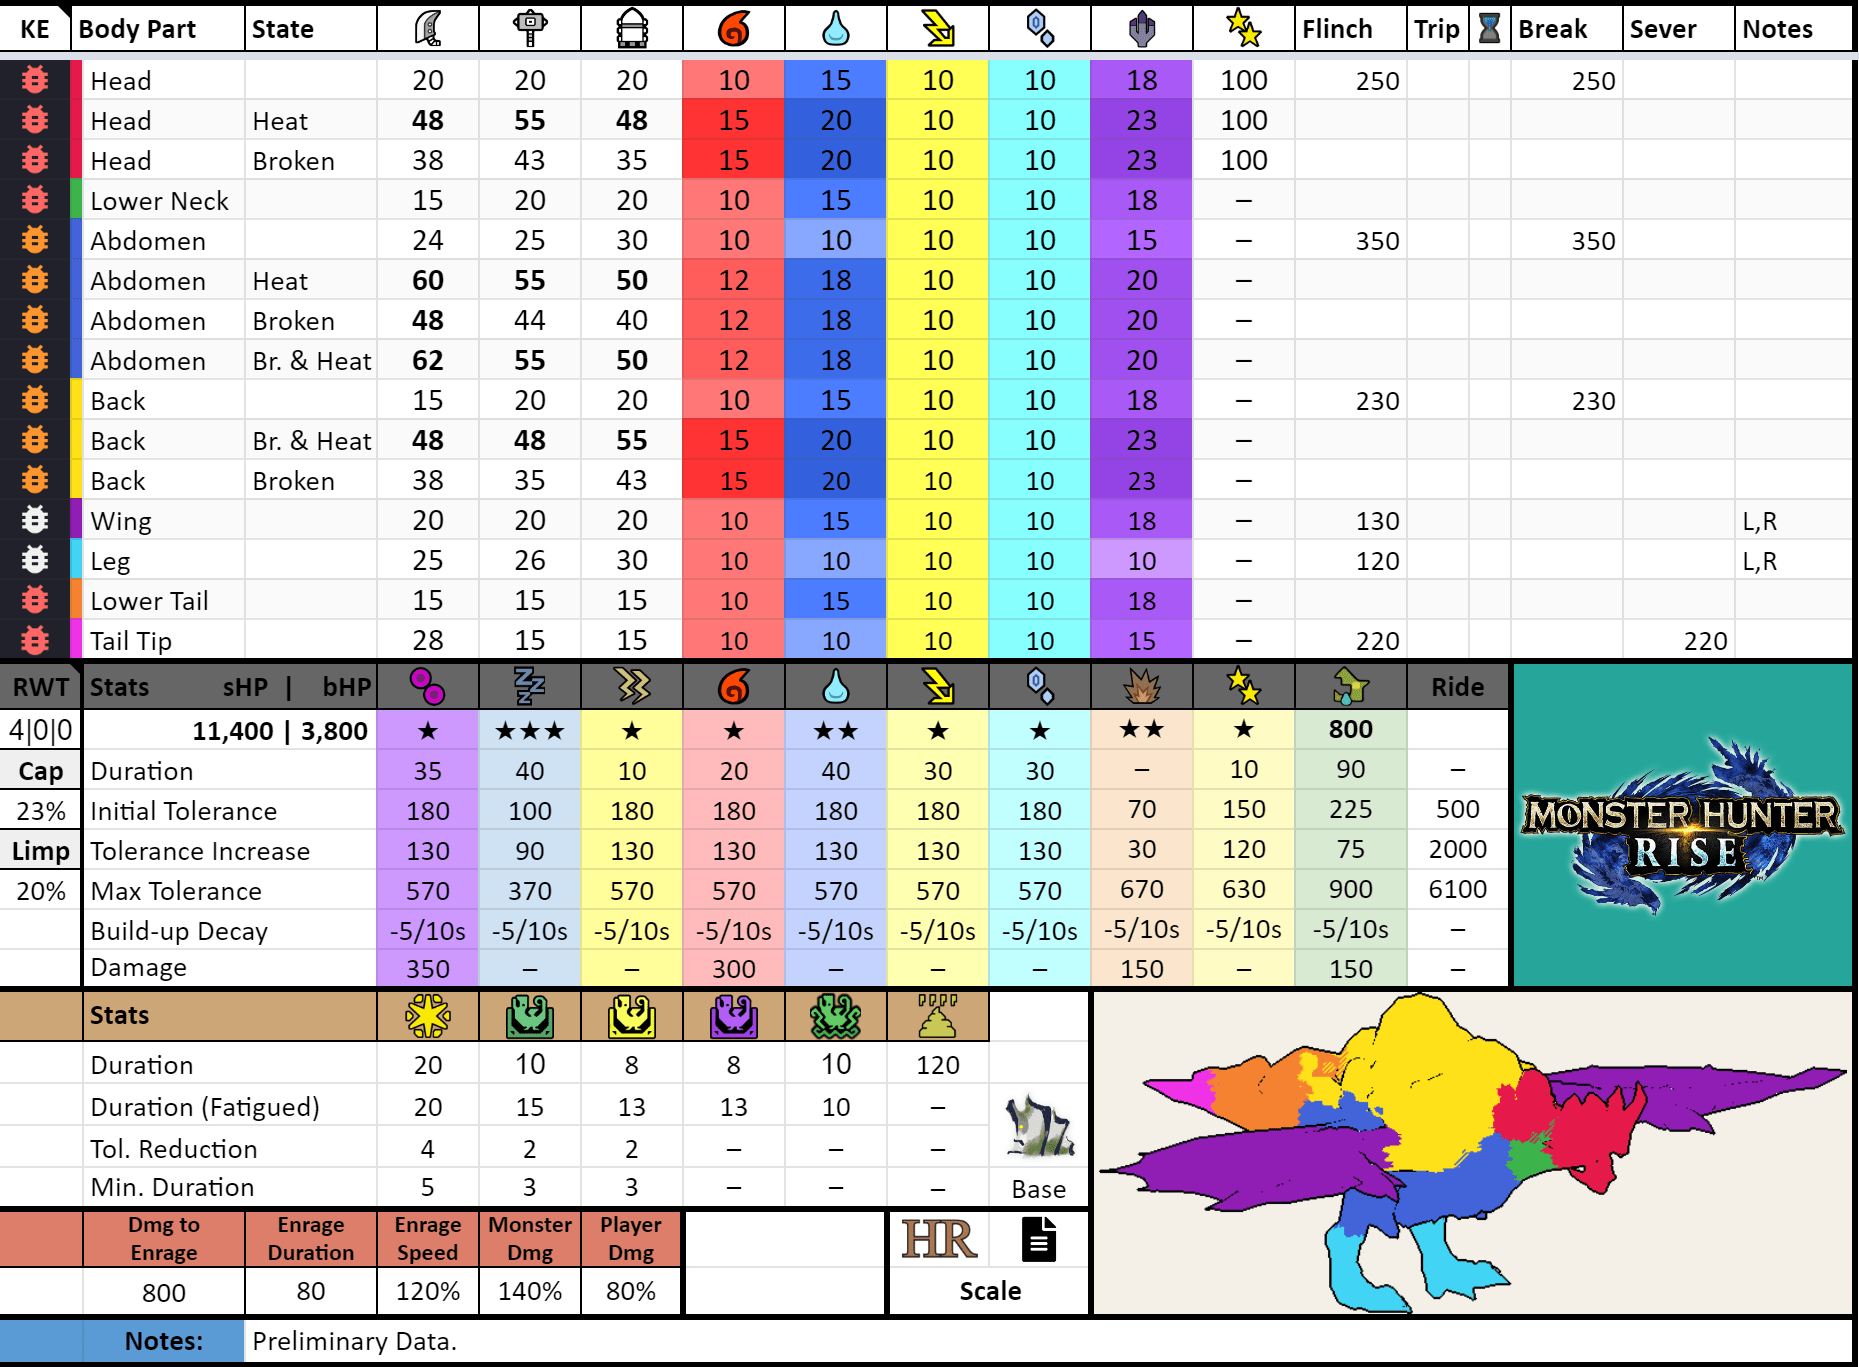 KE Body Part State Flinch Trip Break Sever Notes
Head 20 20 20 10 15 10 10 18 100 250 250
Head Heat 48 55 48 15 20 10 10 23 100
Head Broken 38 43 35 15 20 10 10 23 100
Lower Neck 15 20 20 10 15 10 10 18 –
Abdomen 24 25 30 10 10 10 10 15 – 350 350
Abdomen Heat 60 55 50 12 18 10 10 20 –
Abdomen Broken 48 44 40 12 18 10 10 20 –
Abdomen Br. & Heat 62 55 50 12 18 10 10 20 –
Back 15 20 20 10 15 10 10 18 – 230 230
Back Br. & Heat 48 48 55 15 20 10 10 23 –
Back Broken 38 35 43 15 20 10 10 23 –
Wing 20 20 20 10 15 10 10 18 – 130 L,R
Leg 25 26 30 10 10 10 10 10 – 120 L,R
Lower Tail 15 15 15 10 15 10 10 18 –
Tail Tip 28 15 15 10 10 10 10 15 – 220 220
RWT Stats sHP | bHP Ride
4|0|0 11,400 | 3,800 ★ ★★★ ★ ★ ★★ ★ ★ ★★ ★ 800
Cap Duration 35 40 10 20 40 30 30 – 10 90 –
23% Initial Tolerance 180 100 180 180 180 180 180 70 150 225 500
Limp Tolerance Increase 130 90 130 130 130 130 130 30 120 75 2000
20% Max Tolerance 570 370 570 570 570 570 570 670 630 900 6100
Build-up Decay -5/10s -5/10s -5/10s -5/10s -5/10s -5/10s -5/10s -5/10s -5/10s -5/10s –
Damage 350 – – 300 – – – 150 – 150 –
MONSTER HUNTER
RISE
Stats
Duration 20 10 8 8 10 120
Duration (Fatigued) 20 15 13 13 10 –
Tol. Reduction 4 2 2 – – –
Min. Duration 5 3 3 – – – Base
Dmg to Enrage Enrage Monster Player
Enrage Duration Speed Dmg Dmg HR
800 80 120% 140% 80% Scale
Notes: Preliminary Data.